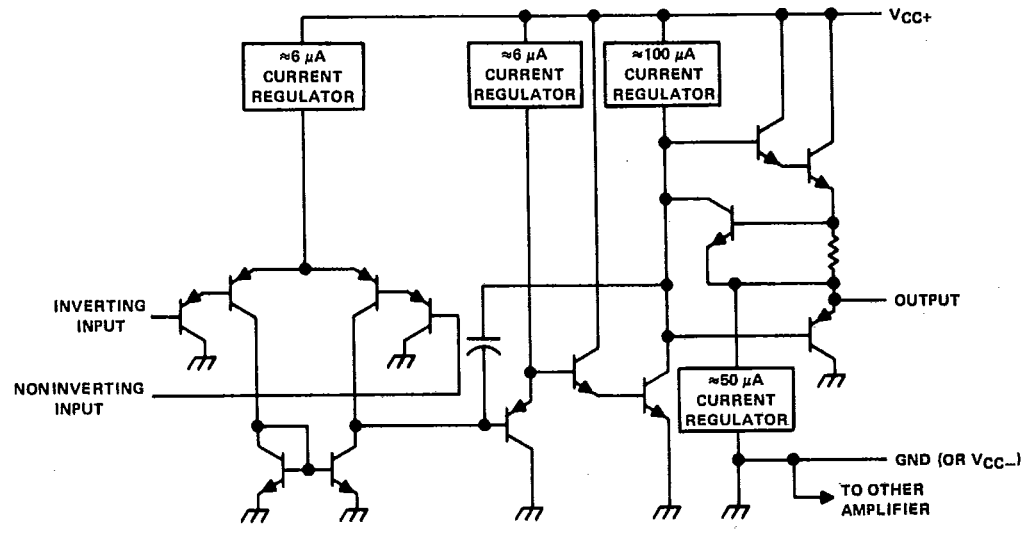 VCC+
≈6 μA
CURRENT
REGULATOR
≈6 μA
CURRENT
REGULATOR
≈100 μA
CURRENT
REGULATOR
INVERTING
INPUT
OUTPUT
NONINVERTING
INPUT
≈50 μA
CURRENT
REGULATOR
GND (OR VCC–)
TO OTHER
AMPLIFIER